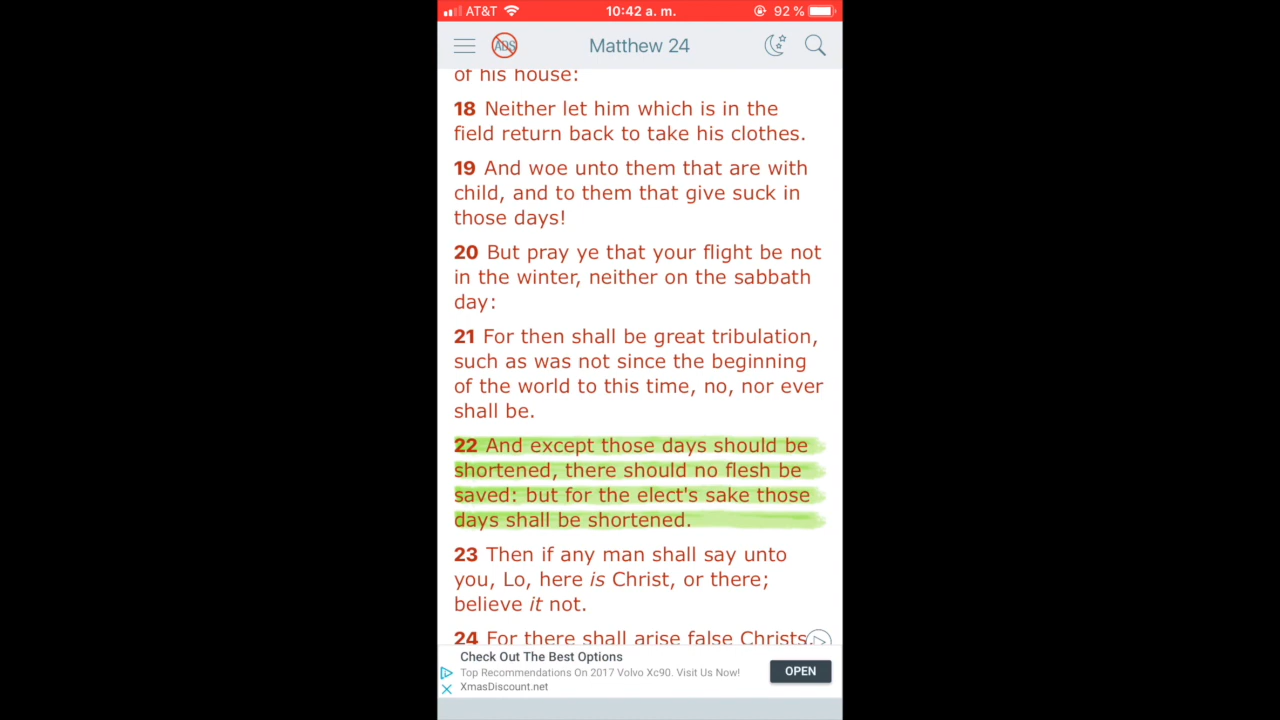 AT&T 10:42 a. m. 92 %
ADS Matthew 24
of his house:
18 Neither let him which is in the
field return back to take his clothes.
19 And woe unto them that are with
child, and to them that give suck in
those days!
20 But pray ye that your flight be not
in the winter, neither on the sabbath
day:
21 For then shall be great tribulation,
such as was not since the beginning
of the world to this time, no, nor ever
shall be.
22 And except those days should be
shortened, there should no flesh be
saved: but for the elect's sake those
days shall be shortened.
23 Then if any man shall say unto
you, Lo, here is Christ, or there;
believe it not.
24 For there shall arise false Christs,
Check Out The Best Options
Top Recommendations On 2017 Volvo Xc90. Visit Us Now!
XmasDiscount.net
OPEN